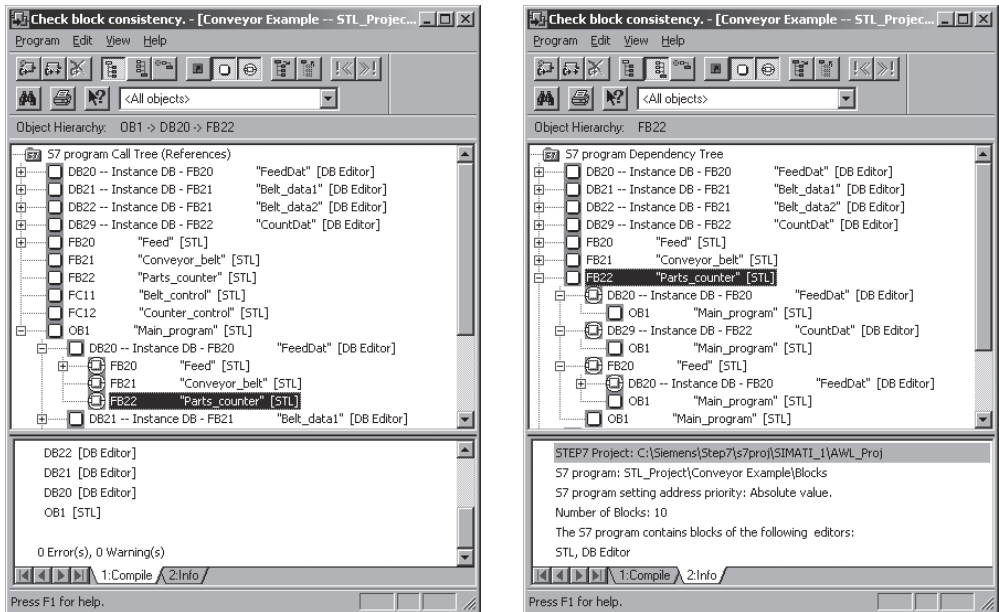 Check block consistency. - [Conveyor Example -- STL_Projec...
Program Edit View Help
<All objects>
Object Hierarchy: OB1 -> DB20 -> FB22
S7 program Call Tree (References)
DB20 -- Instance DB - FB20 "FeedDat" [DB Editor]
DB21 -- Instance DB - FB21 "Belt_data1" [DB Editor]
DB22 -- Instance DB - FB21 "Belt_data2" [DB Editor]
DB29 -- Instance DB - FB22 "CountDat" [DB Editor]
FB20 "Feed" [STL]
FB21 "Conveyor_belt" [STL]
FB22 "Parts_counter" [STL]
FC11 "Belt_control" [STL]
FC12 "Counter_control" [STL]
OB1 "Main_program" [STL]
DB20 -- Instance DB - FB20 "FeedDat" [DB Editor]
FB20 "Feed" [STL]
FB21 "Conveyor_belt" [STL]
FB22 "Parts_counter" [STL]
DB21 -- Instance DB - FB21 "Belt_data1" [DB Editor]
DB22 [DB Editor]
DB21 [DB Editor]
DB20 [DB Editor]
OB1 [STL]
0 Error(s), 0 Warning(s)
1:Compile 2:Info
Press F1 for help.
Check block consistency. - [Conveyor Example -- STL_Projec...
Program Edit View Help
<All objects>
Object Hierarchy: FB22
S7 program Dependency Tree
DB20 -- Instance DB - FB20 "FeedDat" [DB Editor]
DB21 -- Instance DB - FB21 "Belt_data1" [DB Editor]
DB22 -- Instance DB - FB21 "Belt_data2" [DB Editor]
DB29 -- Instance DB - FB22 "CountDat" [DB Editor]
FB20 "Feed" [STL]
FB21 "Conveyor_belt" [STL]
FB22 "Parts_counter" [STL]
DB20 -- Instance DB - FB20 "FeedDat" [DB Editor]
OB1 "Main_program" [STL]
DB29 -- Instance DB - FB22 "CountDat" [DB Editor]
OB1 "Main_program" [STL]
FB20 "Feed" [STL]
DB20 -- Instance DB - FB20 "FeedDat" [DB Editor]
OB1 "Main_program" [STL]
OB1 "Main_program" [STL]
STEP7 Project: C:\Siemens\Step7\s7proj\SIMATI_1\AWL_Proj
S7 program: STL_Project\Conveyor Example\Blocks
S7 program setting address priority: Absolute value.
Number of Blocks: 10
The S7 program contains blocks of the following editors:
STL, DB Editor
1:Compile 2:Info
Press F1 for help.